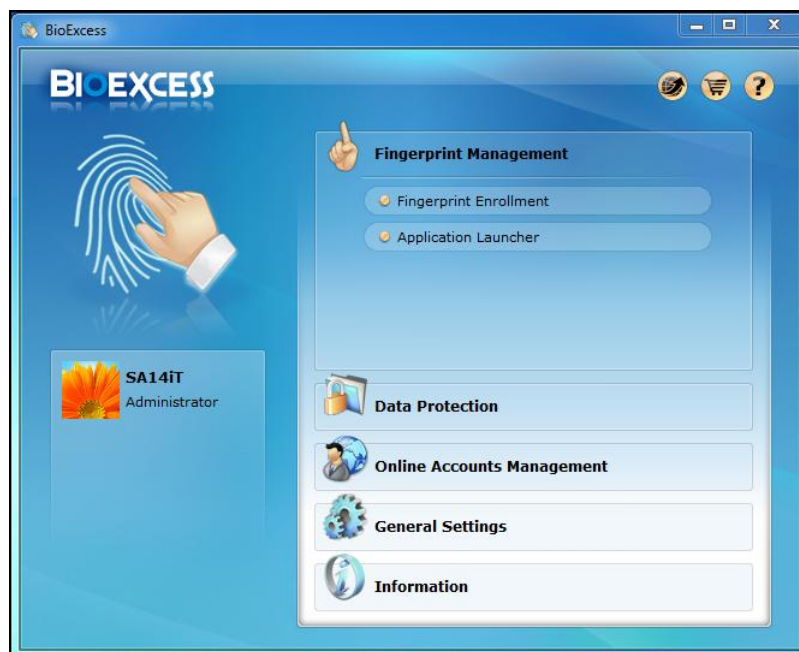 BioExcess
BIOEXCESS
?
Fingerprint Management
Fingerprint Enrollment
Application Launcher
SA14iT
Administrator
Data Protection
Online Accounts Management
General Settings
Information